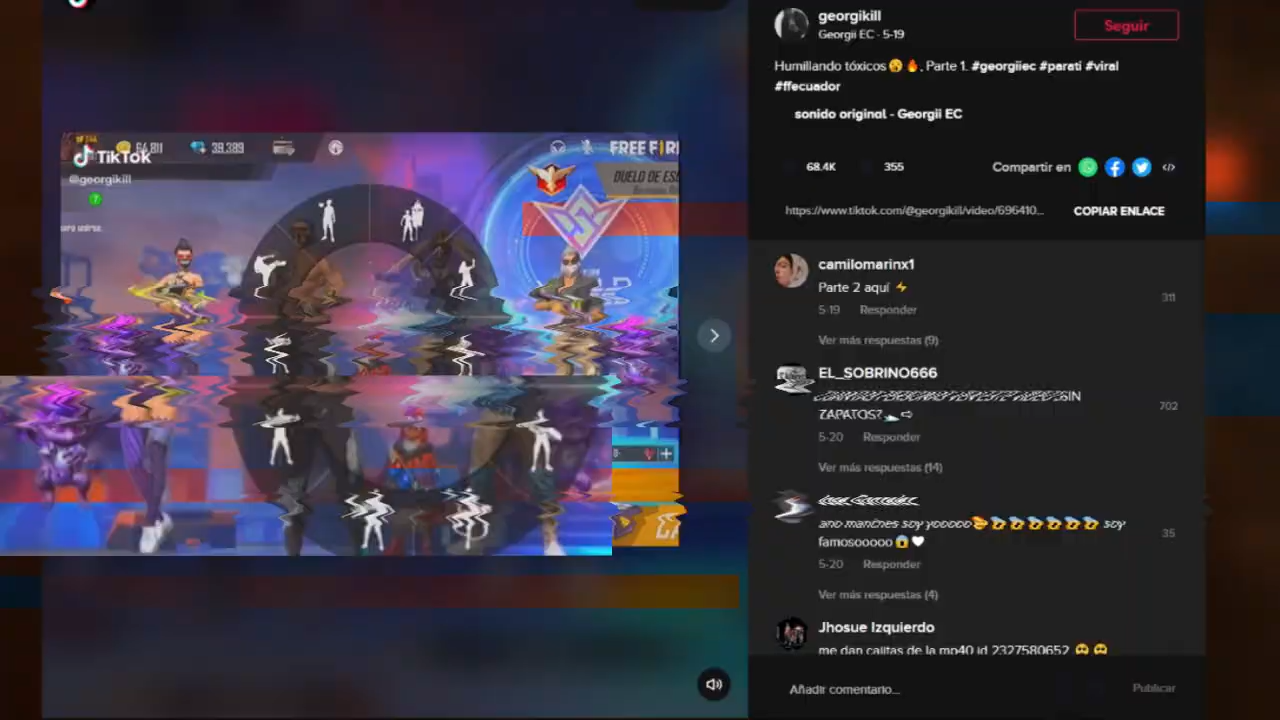 georgikill
Georgii EC · 5-19
Seguir
Humillando tóxicos😲🔥, Parte 1. #georgiiec #parati #viral
#ffecuador
sonido original - Georgii EC
68.4K
355
Compartir en
https://www.tiktok.com/@georgikill/video/696410...
COPIAR ENLACE
64,811
39,389
FREE FIR
TikTok
@georgikill
DUELO DE ES
camilomarinx1
Parte 2 aquí ⚡
311
5-19 Responder
Ver más respuestas (9)
EL_SOBRINO666
SIN
ZAPATOS?
702
5-20 Responder
Ver más respuestas (14)
ano manches soy yooooo soy
famosooooo😱🤍
35
5-20 Responder
Ver más respuestas (4)
Jhosue Izquierdo
me dan cajitas de la mp40 id 2327580652
Añadir comentario...
Publicar